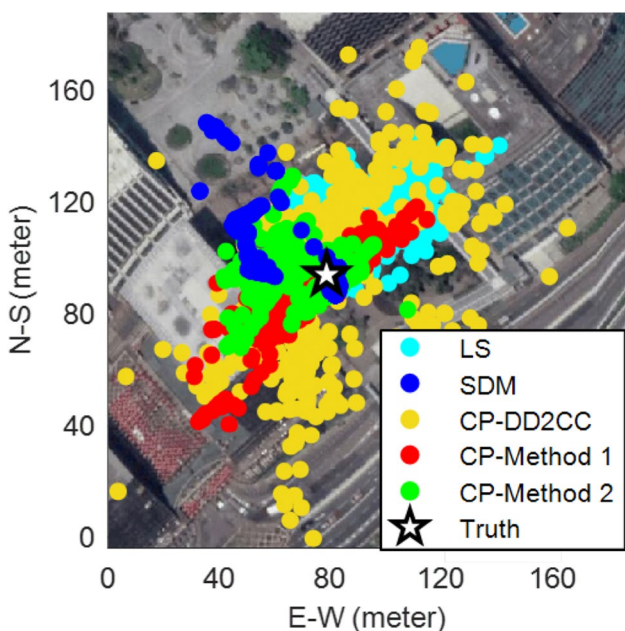 160
120
80
40
0
N-S (meter)
LS
SDM
CP-DD2CC
CP-Method 1
CP-Method 2
Truth
0 40 80 120 160
E-W (meter)